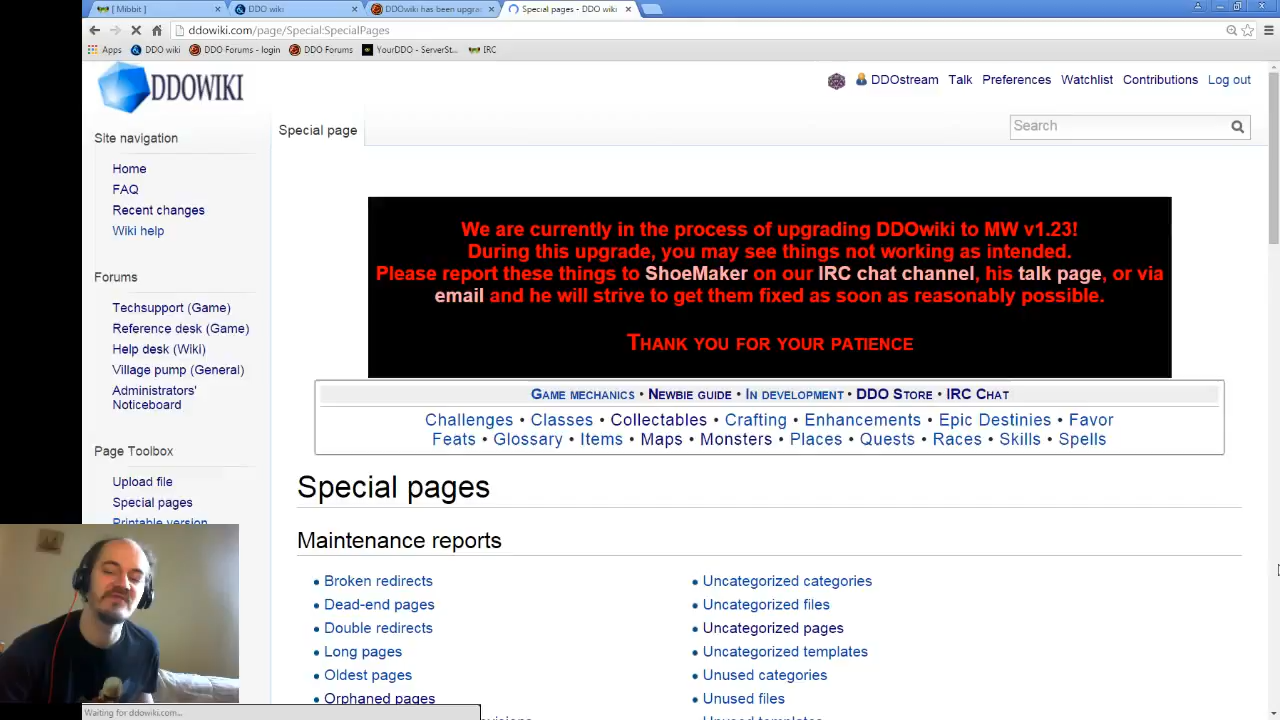 [ Mibbit ]
DDO wiki
DDOwiki has been upgra
Special pages - DDO wiki
ddowiki.com/page/Special:SpecialPages
Apps
DDO wiki
DDO Forums - login
DDO Forums
YourDDO - ServerSt...
IRC
DDOWIKI
DDOstream
Talk
Preferences
Watchlist
Contributions
Log out
Special page
Search
Site navigation
Home
FAQ
Recent changes
Wiki help
Forums
Techsupport (Game)
Reference desk (Game)
Help desk (Wiki)
Village pump (General)
Administrators'
Noticeboard
Page Toolbox
Upload file
Special pages
Printable version
We are currently in the process of upgrading DDOwiki to MW v1.23!
During this upgrade, you may see things not working as intended.
Please report these things to ShoeMaker on our IRC chat channel, his talk page, or via
email and he will strive to get them fixed as soon as reasonably possible.
Thank you for your patience
Game mechanics • Newbie guide • In development • DDO Store • IRC Chat
Challenges • Classes • Collectables • Crafting • Enhancements • Epic Destinies • Favor
Feats • Glossary • Items • Maps • Monsters • Places • Quests • Races • Skills • Spells
Special pages
Maintenance reports
• Broken redirects
• Dead-end pages
• Double redirects
• Long pages
• Oldest pages
• Orphaned pages
• Uncategorized categories
• Uncategorized files
• Uncategorized pages
• Uncategorized templates
• Unused categories
• Unused files
Waiting for ddowiki.com...